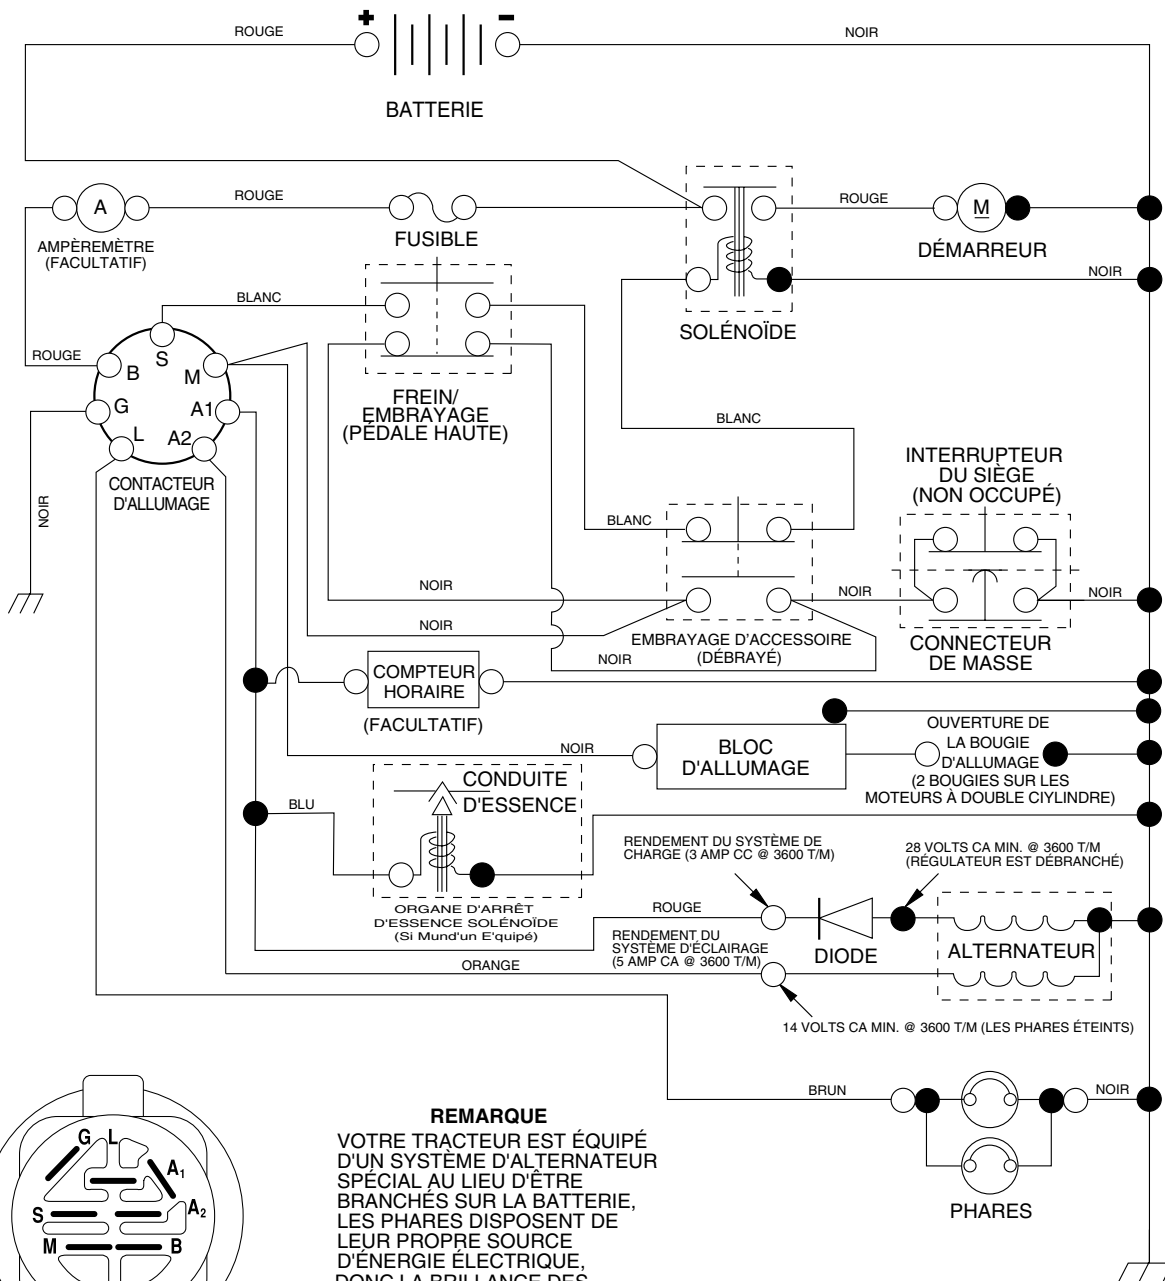 + -
ROUGE
NOIR
BATTERIE
A
ROUGE
AMPÈREMÈTRE
(FACULTATIF)
FUSIBLE
ROUGE
M
DÉMARREUR
NOIR
SOLÉNOÏDE
BLANC
ROUGE
S
B
M
G
A1
L
A2
CONTACTEUR
D'ALLUMAGE
NOIR
FREIN/
EMBRAYAGE
(PÉDALE HAUTE)
BLANC
INTERRUPTEUR
DU SIÈGE
(NON OCCUPÉ)
BLANC
NOIR
NOIR
NOIR
NOIR
NOIR
EMBRAYAGE D'ACCESSOIRE
(DÉBRAYÉ)
CONNECTEUR
DE MASSE
COMPTEUR
HORAIRE
(FACULTATIF)
NOIR
BLOC
D'ALLUMAGE
OUVERTURE DE
LA BOUGIE
D'ALLUMAGE
(2 BOUGIES SUR LES
MOTEURS À DOUBLE CIYLINDRE)
BLU
CONDUITE
D'ESSENCE
ORGANE D'ARRÊT
D'ESSENCE SOLÉNOÏDE
(Si Mund'un E'quipé)
RENDEMENT DU SYSTÈME DE
CHARGE (3 AMP CC @ 3600 T/M)
28 VOLTS CA MIN. @ 3600 T/M
(RÉGULATEUR EST DÉBRANCHÉ)
ROUGE
RENDEMENT DU
SYSTÈME D'ÉCLAIRAGE
(5 AMP CA @ 3600 T/M)
DIODE
ALTERNATEUR
ORANGE
14 VOLTS CA MIN. @ 3600 T/M (LES PHARES ÉTEINTS)
BRUN
NOIR
PHARES
G L
A1
A2
S
M
B
REMARQUE
VOTRE TRACTEUR EST ÉQUIPÉ
D'UN SYSTÈME D'ALTERNATEUR
SPÉCIAL AU LIEU D'ÊTRE
BRANCHÉS SUR LA BATTERIE,
LES PHARES DISPOSENT DE
LEUR PROPRE SOURCE
D'ÉNERGIE ÉLECTRIQUE,
DONC LA BRILLANCE DES